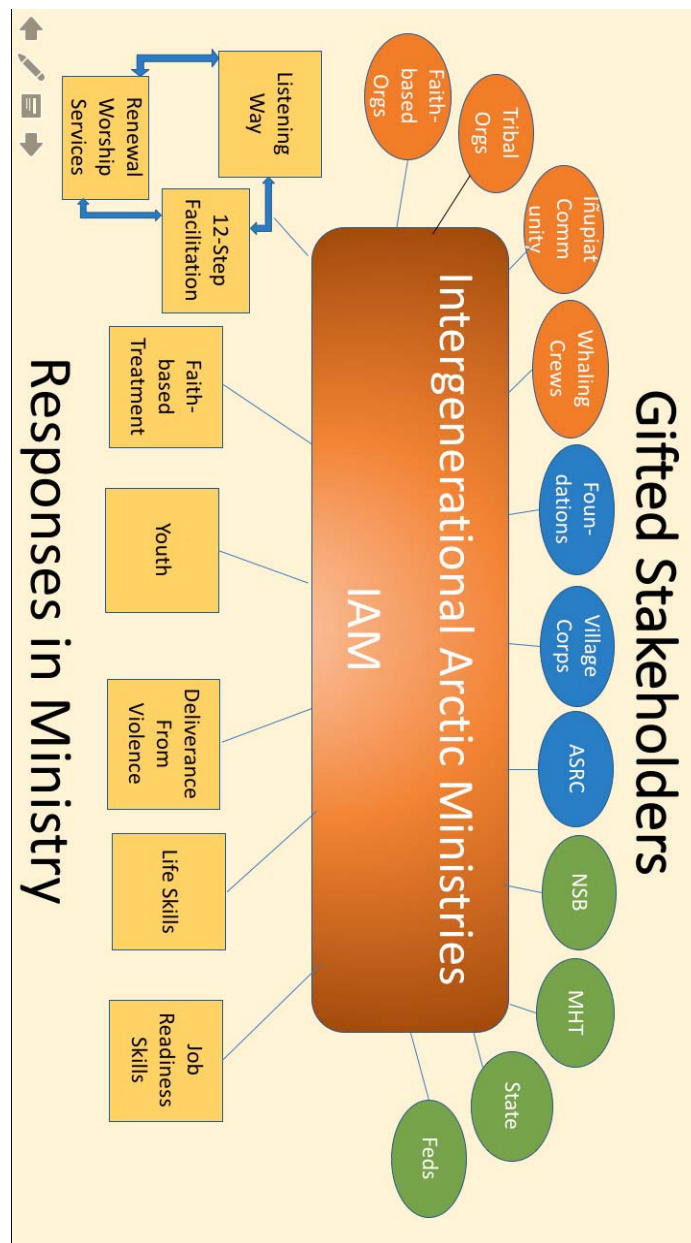 Gifted Stakeholders
Faith-
based
Orgs
Tribal
Orgs
Iñupiat
Comm
unity
Whaling
Crews
Foun-
dations
Village
Corps
ASRC
NSB
MHT
State
Feds
Intergenerational Arctic Ministries
IAM
Listening
Way
Renewal
Worship
Services
12-Step
Facilitation
Faith-
based
Treatment
Youth
Deliverance
From
Violence
Life Skills
Job
Readiness
Skills
Responses in Ministry